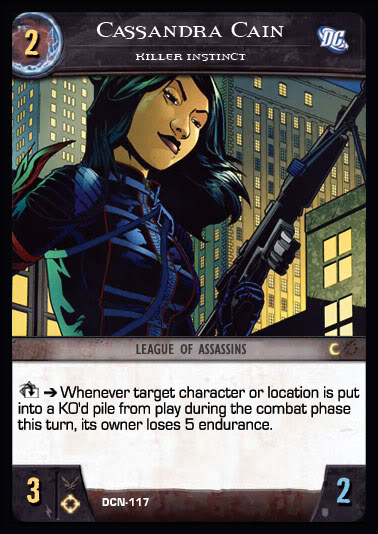 2
CASSANDRA CAIN
KILLER INSTINCT
DC
LEAGUE OF ASSASSINS
C
➔ Whenever target character or location is put
into a KO'd pile from play during the combat phase
this turn, its owner loses 5 endurance.
3
DCN-117
2